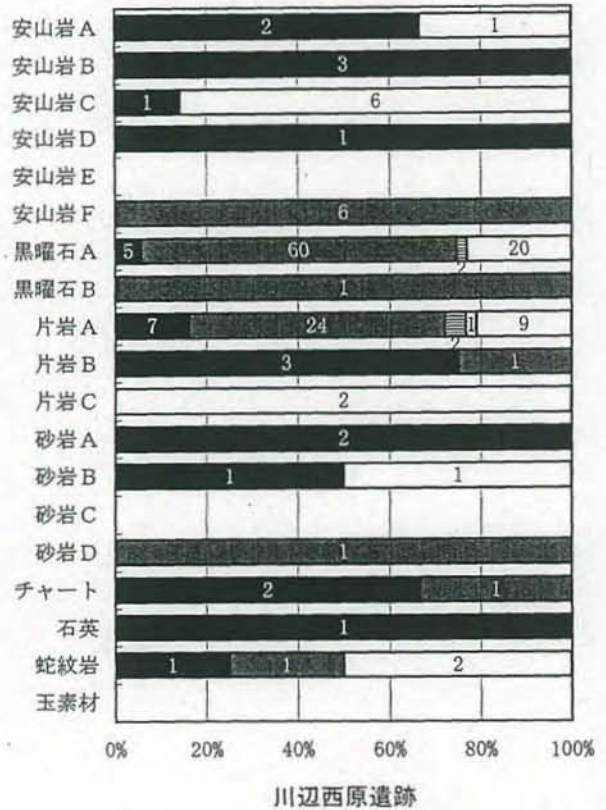 安山岩A 2 1
安山岩B 3
安山岩C 1 6
安山岩D 1
安山岩E
安山岩F 6
黒曜石A 5 60 2 20
黒曜石B 1
片岩A 7 24 2 1 9
片岩B 3 1
片岩C 2
砂岩A 2
砂岩B 1 1
砂岩C
砂岩D 1
チャート 2 1
石英 1
蛇紋岩 1 1 2
玉素材
0% 20% 40% 60% 80% 100%
川辺西原遺跡